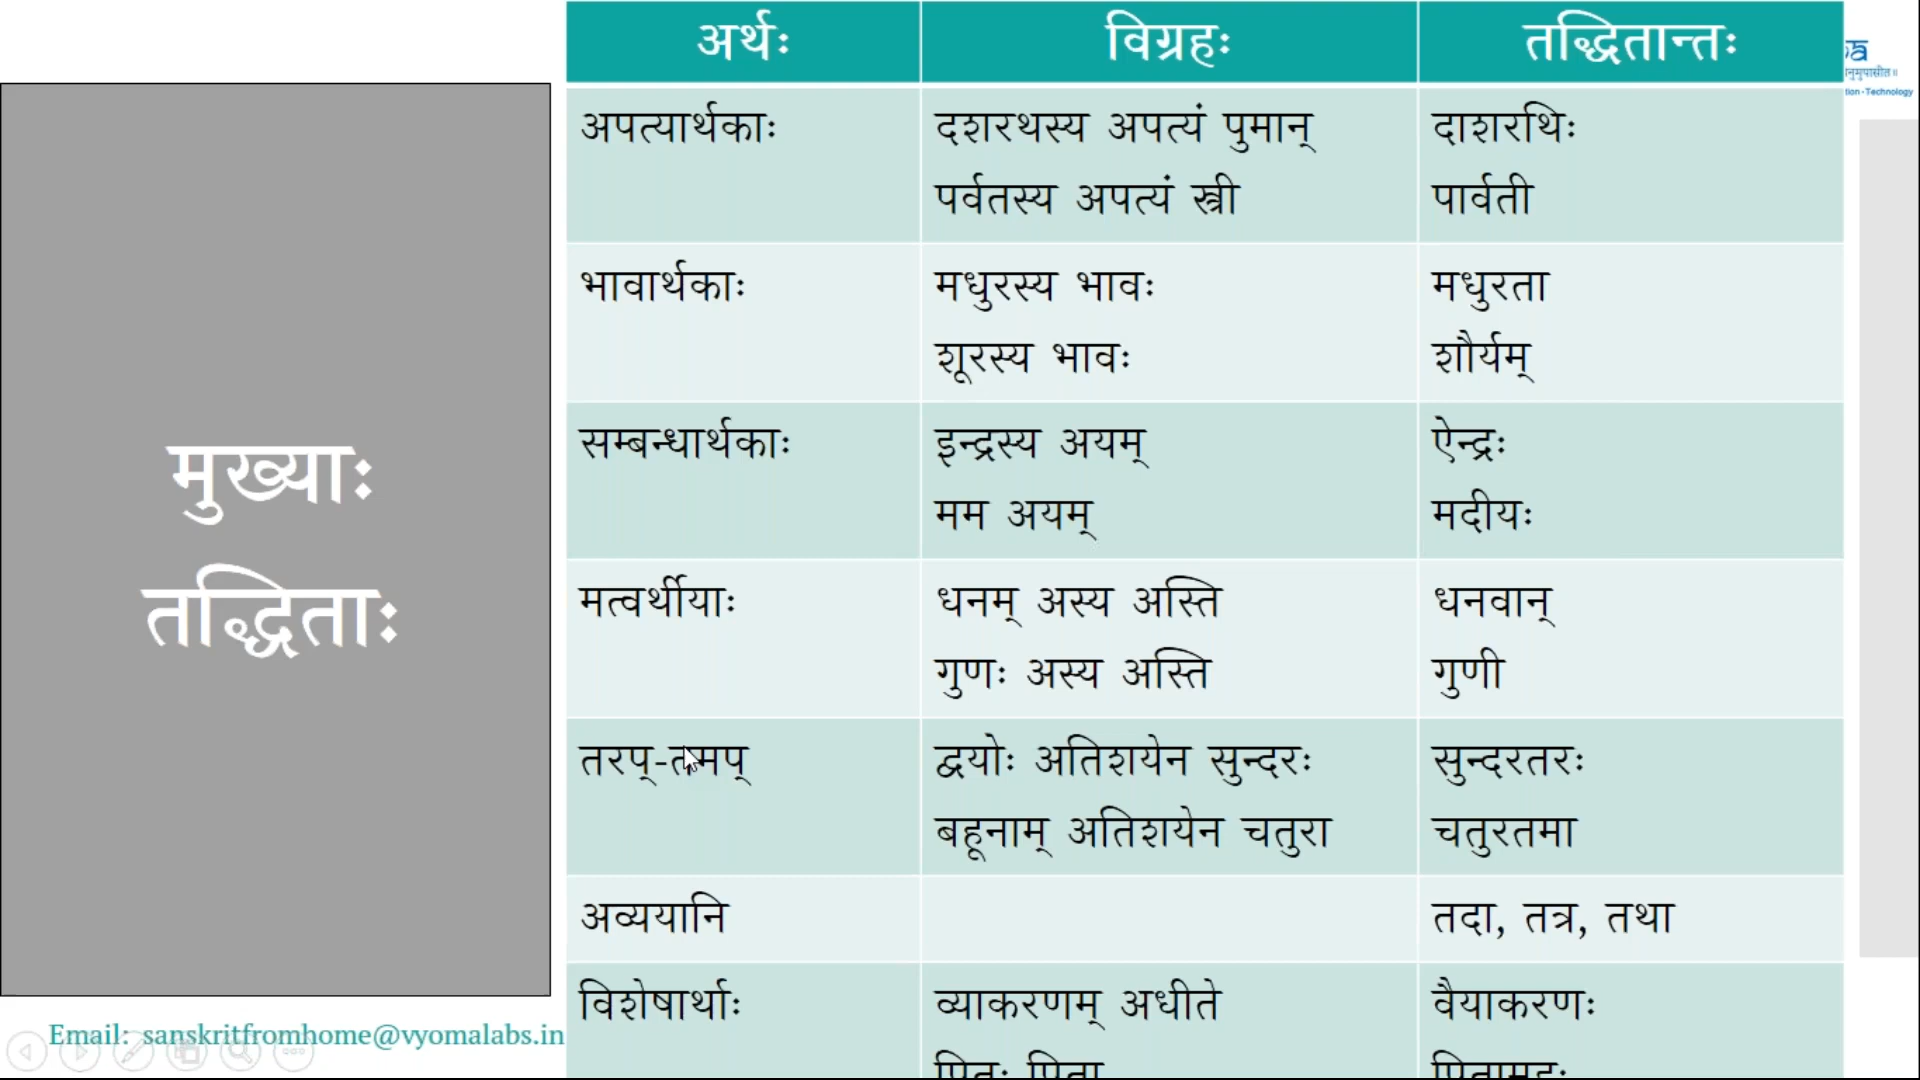 अर्थः विग्रहः तद्धितान्तः
अपत्यार्थकाः दशरथस्य अपत्यं पुमान् दाशरथिः
पर्वतस्य अपत्यं स्त्री पार्वती
भावार्थकाः मधुरस्य भावः मधुरता
शूरस्य भावः शौर्यम्
सम्बन्धार्थकाः इन्द्रस्य अयम् ऐन्द्रः
मम अयम् मदीयः
मत्वर्थीयाः धनम् अस्य अस्ति धनवान्
गुणः अस्य अस्ति गुणी
तरप्-तमप् द्वयोः अतिशयेन सुन्दरः सुन्दरतरः
बहूनाम् अतिशयेन चतुरा चतुरतमा
अव्ययानि तदा, तत्र, तथा
विशेषार्थाः व्याकरणम् अधीते वैयाकरणः
पितुः पिता पितामहः
मुख्याः
तद्धिताः
Email: sanskritfromhome@vyomalabs.in
tion - Technology